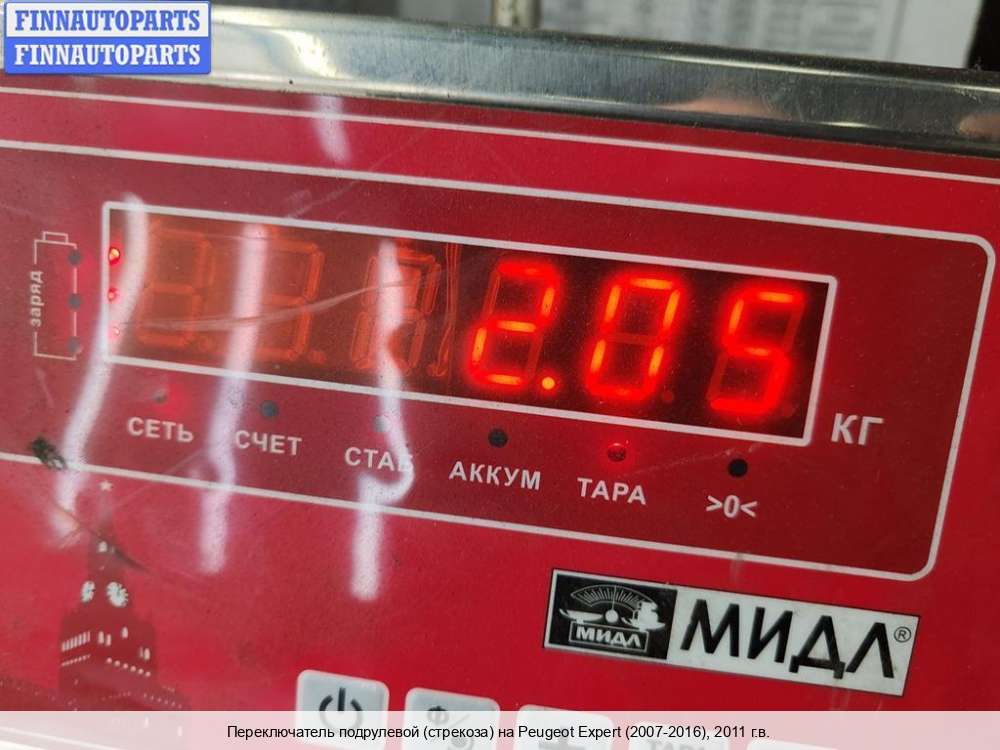 FINNAUTOPARTS
FINNAUTOPARTS
заряд
2.05
КГ
СЕТЬ
СЧЕТ
СТАБ
АККУМ
ТАРА
>0<
МИДЛ
МИДЛ®
ТАРА
Переключатель подрулевой (стрекоза) на Peugeot Expert (2007-2016), 2011 г.в.